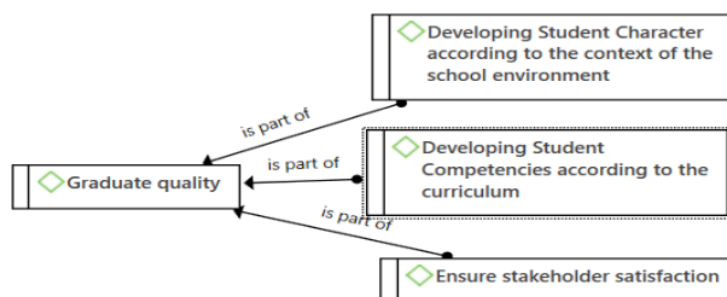 Developing Student Character
according to the context of the
school environment
is part of
Developing Student
Competencies according to the
curriculum
is part of
Graduate quality
is part of
Ensure stakeholder satisfaction